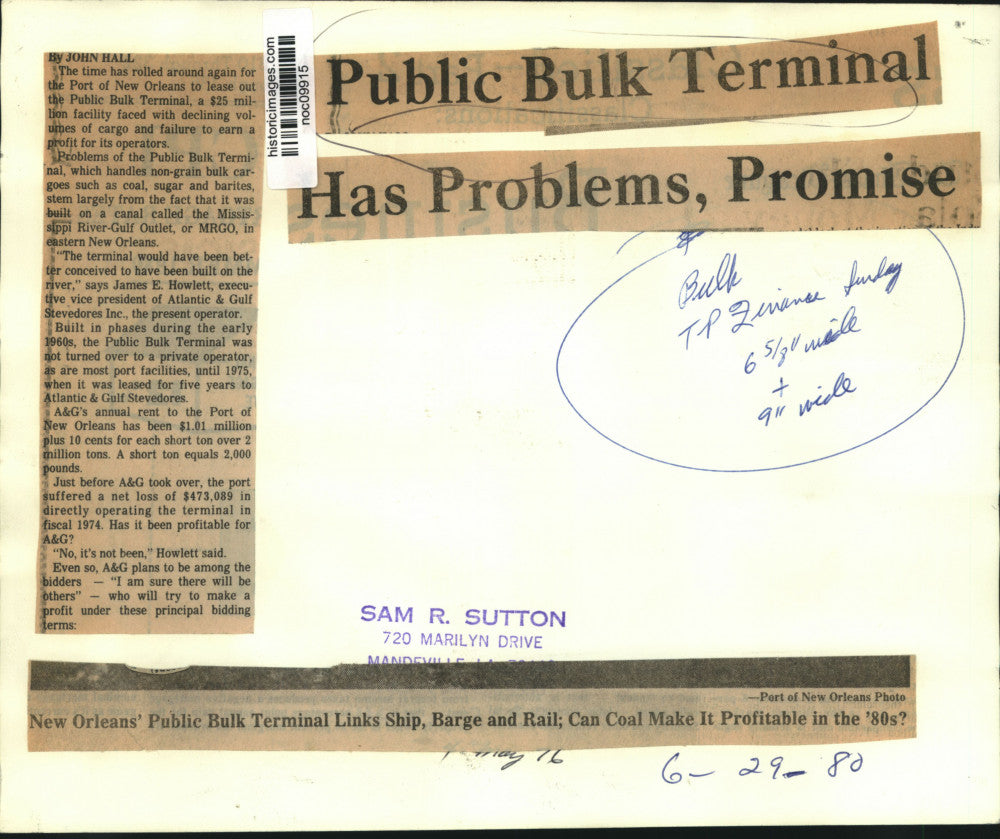 By JOHN HALL
The time has rolled around again for
the Port of New Orleans to lease out
the Public Bulk Terminal, a $25 mil-
lion facility faced with declining vol-
umes of cargo and failure to earn a
profit for its operators.
Problems of the Public Bulk Termi-
nal, which handles non-grain bulk car-
goes such as coal, sugar and barites,
stem largely from the fact that it was
built on a canal called the Missis-
sippi River-Gulf Outlet, or MRGO, in
eastern New Orleans.
"The terminal would have been bet-
ter conceived to have been built on the
river," says James E. Howlett, execu-
tive vice president of Atlantic & Gulf
Stevedores Inc., the present operator.
Built in phases during the early
1960s, the Public Bulk Terminal was
not turned over to a private operator,
as are most port facilities, until 1975,
when it was leased for five years to
Atlantic & Gulf Stevedores.
A&G's annual rent to the Port of
New Orleans has been $1.01 million
plus 10 cents for each short ton over 2
million tons. A short ton equals 2,000
pounds.
Just before A&G took over, the port
suffered a net loss of $473,089 in
directly operating the terminal in
fiscal 1974. Has it been profitable for
A&G?
"No, it's not been," Howlett said.
Even so, A&G plans to be among the
bidders — "I am sure there will be
others" — who will try to make a
profit under these principal bidding
terms:
historicimages.com
noc09915
Public Bulk Terminal
Has Problems, Promise
Bulk
TP Finance Sunday
6 5/8" wide
+
9" wide
SAM R. SUTTON
720 MARILYN DRIVE
MANDEVILLE LA
—Port of New Orleans Photo
New Orleans' Public Bulk Terminal Links Ship, Barge and Rail; Can Coal Make It Profitable in the '80s?
May 76
6- 29- 80